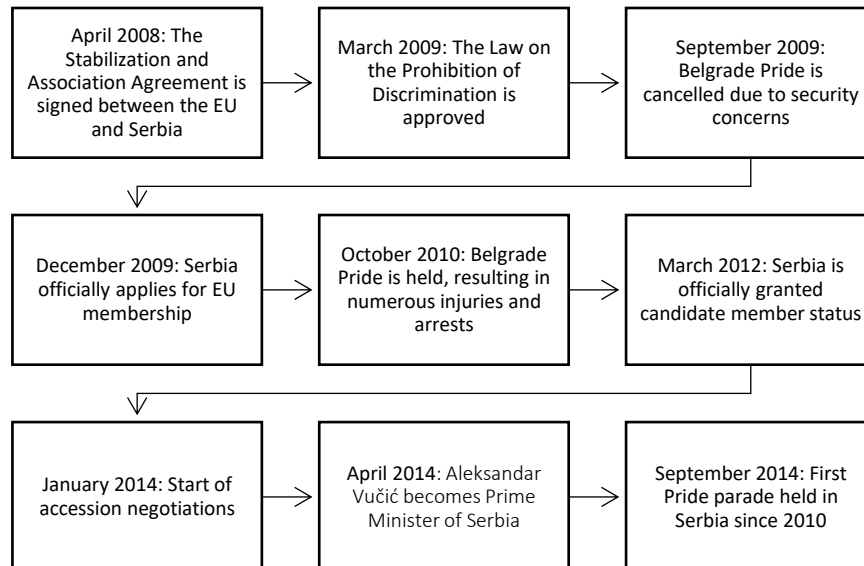 April 2008: The
Stabilization and
Association Agreement is
signed between the EU
and Serbia
March 2009: The Law on
the Prohibition of
Discrimination is
approved
September 2009:
Belgrade Pride is
cancelled due to security
concerns
December 2009: Serbia
officially applies for EU
membership
October 2010: Belgrade
Pride is held, resulting in
numerous injuries and
arrests
March 2012: Serbia is
officially granted
candidate member status
January 2014: Start of
accession negotiations
April 2014: Aleksandar
Vučić becomes Prime
Minister of Serbia
September 2014: First
Pride parade held in
Serbia since 2010